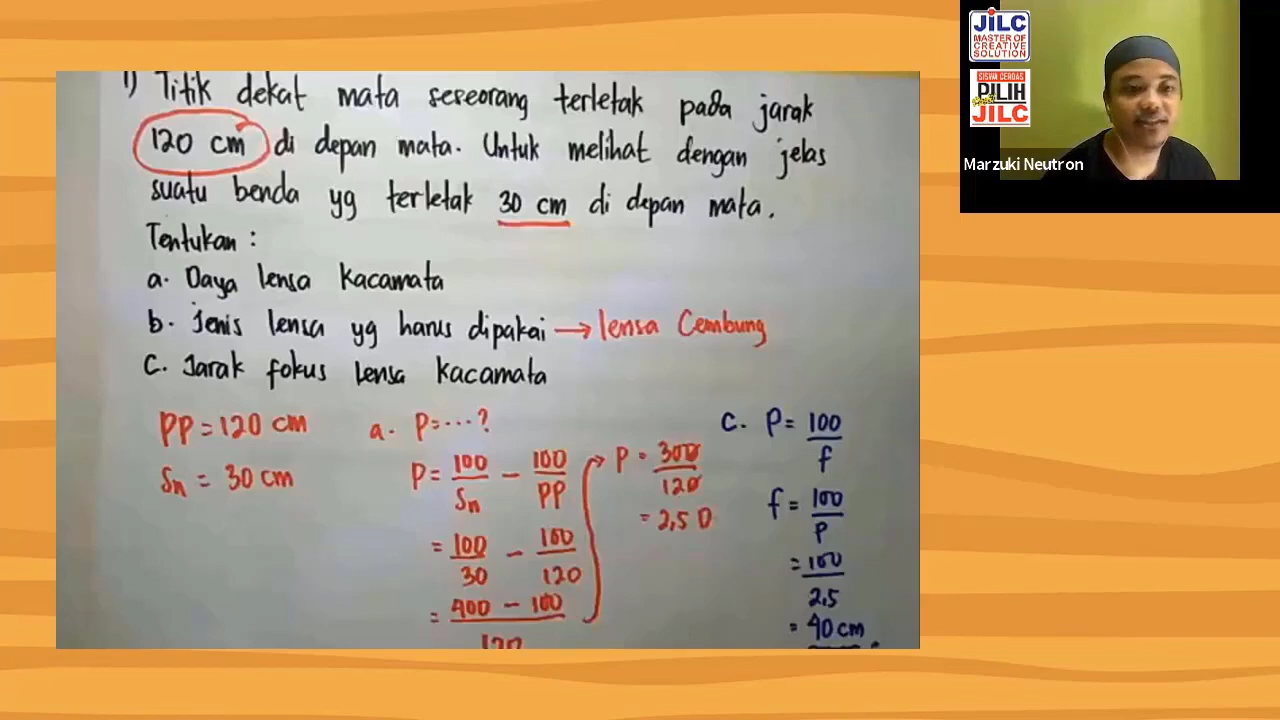 1) Titik dekat mata seseorang terletak pada jarak
120 cm di depan mata. Untuk melihat dengan jelas
suatu benda yg terletak 30 cm di depan mata.
Tentukan :
a. Daya lensa kacamata
b. Jenis lensa yg harus dipakai → lensa Cembung
C. Jarak fokus lensa kacamata
PP = 120 cm
Sn = 30 cm
a. P = ... ?
P = 100/Sn - 100/PP
= 100/30 - 100/120
= 400 - 100/120
P = 300/120
= 2,5 D
C. P = 100/f
f = 100/P
= 100/2,5
= 40 cm
JILC
MASTER OF
CREATIVE
SOLUTION
SISWA CERDAS
PILIH
JILC
Marzuki Neutron